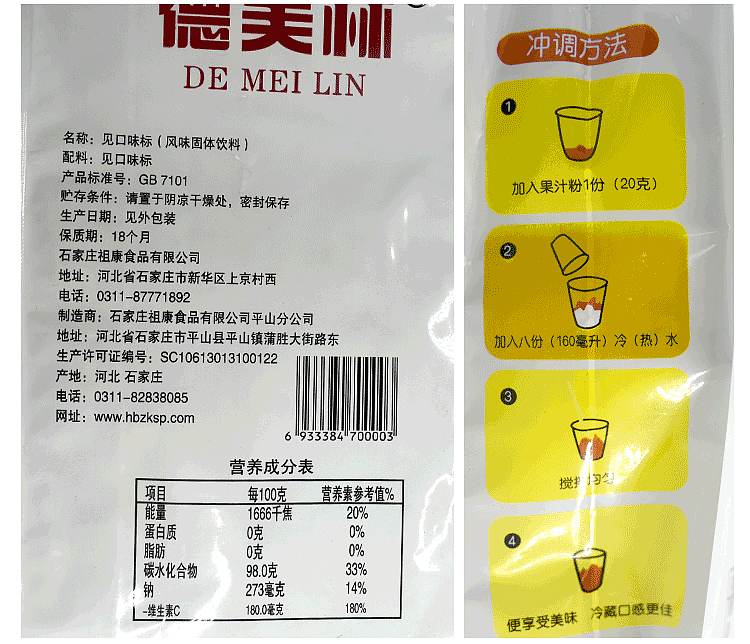 德美林
DE MEI LIN
名称：见口味标（风味固体饮料）
配料：见口味标
产品标准号：GB 7101
贮存条件：请置于阴凉干燥处，密封保存
生产日期：见外包装
保质期：18个月
石家庄祖康食品有限公司
地址：河北省石家庄市新华区上京村西
电话：0311-87771892
制造商：石家庄祖康食品有限公司平山分公司
地址：河北省石家庄市平山县平山镇蒲胜大街路东
生产许可证编号：SC10613013100122
产地：河北 石家庄
电话：0311-82838085
网址：www.hbzksp.com
6 933384 700003
营养成分表
项目 每100克 营养素参考值%
能量 1666千焦 20%
蛋白质 0克 0%
脂肪 0克 0%
碳水化合物 98.0克 33%
钠 273毫克 14%
-维生素C 180.0毫克 180%
冲调方法
1
加入果汁粉1份（20克）
2
加入八份（160毫升）冷（热）水
3
搅拌均匀
4
便享受美味 冷藏口感更佳